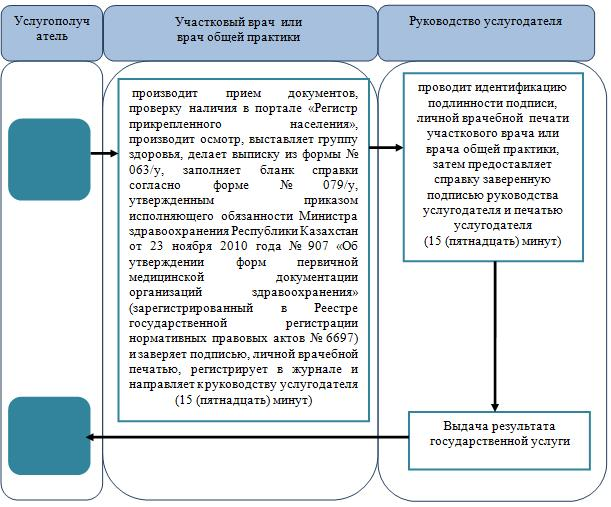 Услугополуч
атель
Участковый врач или
врач общей практики
Руководство услугодателя
производит прием документов,
проверку наличия в портале «Регистр
прикрепленного населения»,
производит осмотр, выставляет группу
здоровья, делает выписку из формы №
063/у, заполняет бланк справки
согласно форме № 079/у,
утвержденным приказом
исполняющего обязанности Министра
здравоохранения Республики Казахстан
от 23 ноября 2010 года № 907 «Об
утверждении форм первичной
медицинской документации
организаций здравоохранения»
(зарегистрированный в Реестре
государственной регистрации
нормативных правовых актов № 6697)
и заверяет подписью, личной врачебной
печатью, регистрирует в журнале и
направляет к руководству услугодателя
(15 (пятнадцать) минут)
проводит идентификацию
подлинности подписи,
личной врачебной печати
участкового врача или
врача общей практики,
затем предоставляет
справку заверенную
подписью руководства
услугодателя и печатью
услугодателя
(15 (пятнадцать) минут)
Выдача результата
государственной услуги